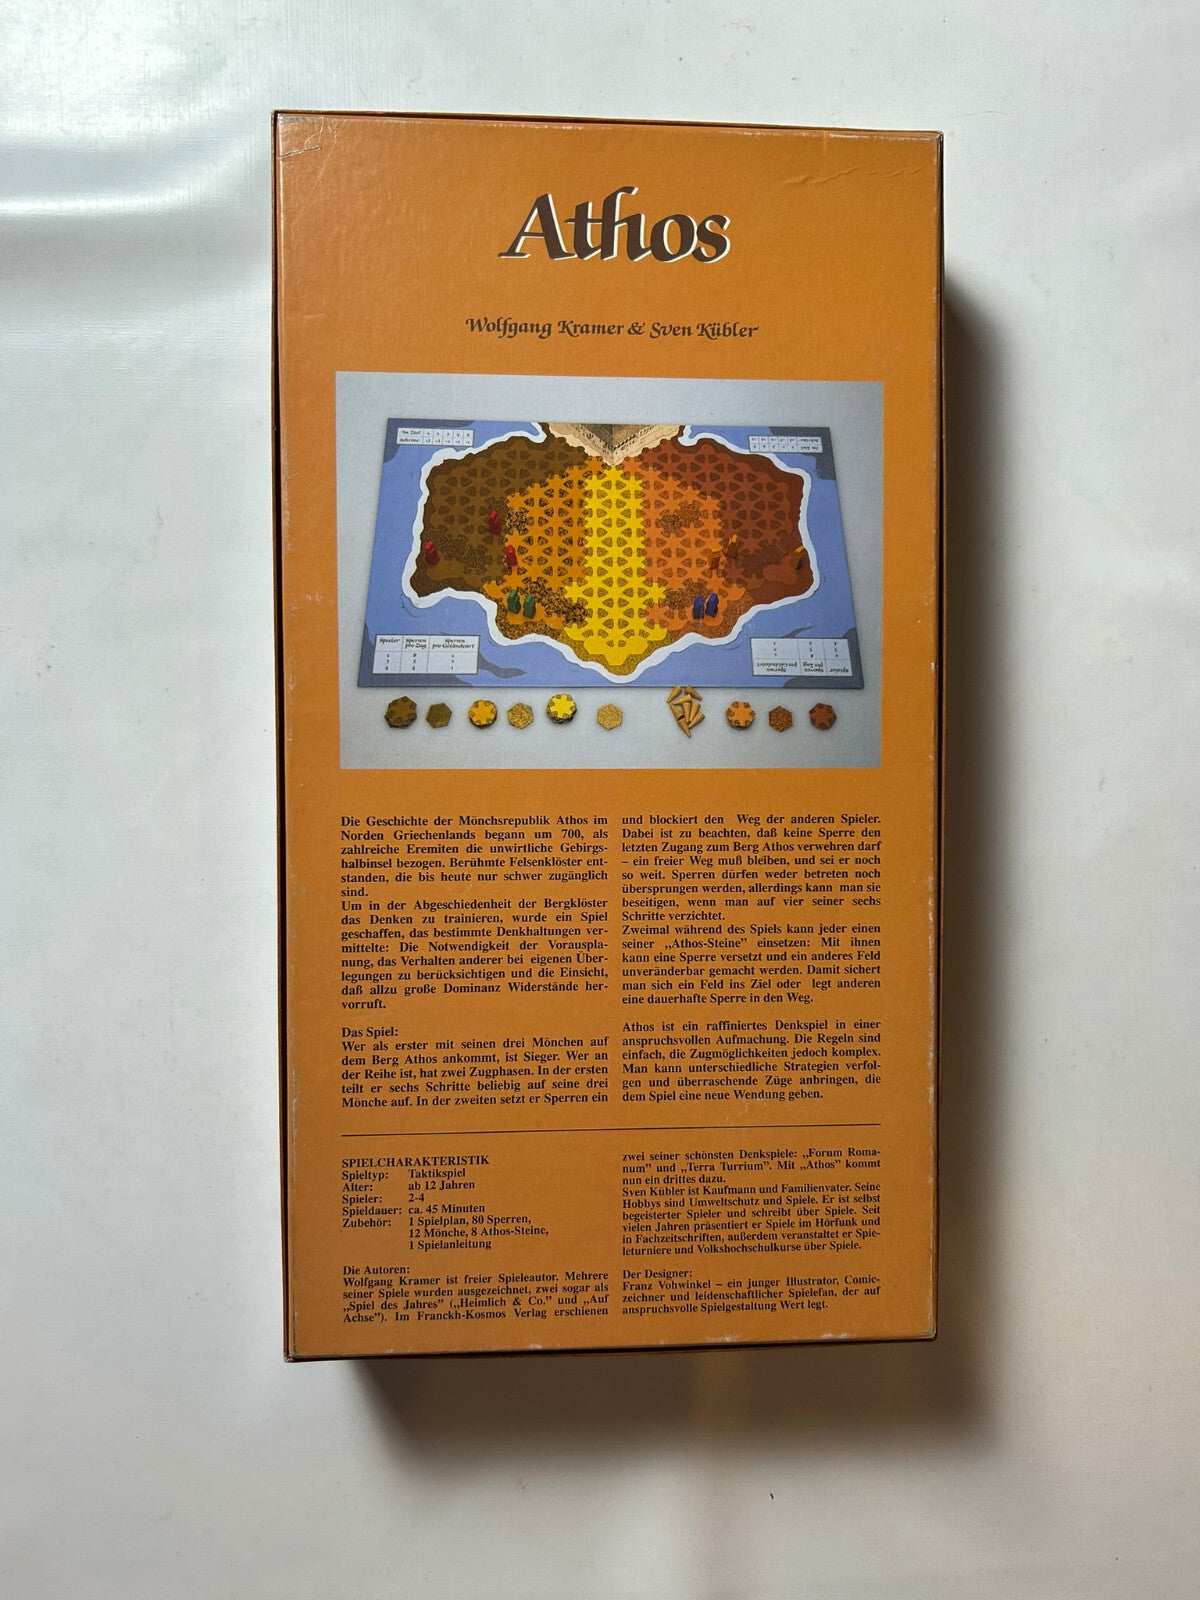 Athos
Wolfgang Kramer & Sven Kübler
Im Ziel 1 2 3 4 5
Schritte
Spieler Sperren pro Zug Sperren pro Geländeart
Die Geschichte der Mönchsrepublik Athos im
Norden Griechenlands begann um 700, als
zahlreiche Eremiten die unwirtliche Gebirgs-
halbinsel bezogen. Berühmte Felsenklöster ent-
standen, die bis heute nur schwer zugänglich
sind.
Um in der Abgeschiedenheit der Bergklöster
das Denken zu trainieren, wurde ein Spiel
geschaffen, das bestimmte Denkhaltungen ver-
mittelte: Die Notwendigkeit der Vorauspla-
nung, das Verhalten anderer bei eigenen Über-
legungen zu berücksichtigen und die Einsicht,
daß allzu große Dominanz Widerstände her-
vorruft.
Das Spiel:
Wer als erster mit seinen drei Mönchen auf
dem Berg Athos ankommt, ist Sieger. Wer an
der Reihe ist, hat zwei Zugphasen. In der ersten
teilt er sechs Schritte beliebig auf seine drei
Mönche auf. In der zweiten setzt er Sperren ein
und blockiert den Weg der anderen Spieler.
Dabei ist zu beachten, daß keine Sperre den
letzten Zugang zum Berg Athos verwehren darf
– ein freier Weg muß bleiben, und sei er noch
so weit. Sperren dürfen weder betreten noch
übersprungen werden, allerdings kann man sie
beseitigen, wenn man auf vier seiner sechs
Schritte verzichtet.
Zweimal während des Spiels kann jeder einen
seiner „Athos-Steine" einsetzen: Mit ihnen
kann eine Sperre versetzt und ein anderes Feld
unveränderbar gemacht werden. Damit sichert
man sich ein Feld ins Ziel oder legt anderen
eine dauerhafte Sperre in den Weg.
Athos ist ein raffiniertes Denkspiel in einer
anspruchsvollen Aufmachung. Die Regeln sind
einfach, die Zugmöglichkeiten jedoch komplex.
Man kann unterschiedliche Strategien verfol-
gen und überraschende Züge anbringen, die
dem Spiel eine neue Wendung geben.
SPIELCHARAKTERISTIK
Spieltyp: Taktikspiel
Alter: ab 12 Jahren
Spieler: 2-4
Spieldauer: ca. 45 Minuten
Zubehör: 1 Spielplan, 80 Sperren,
12 Mönche, 8 Athos-Steine,
1 Spielanleitung
Die Autoren:
Wolfgang Kramer ist freier Spieleautor. Mehrere
seiner Spiele wurden ausgezeichnet, zwei sogar als
„Spiel des Jahres" („Heimlich & Co." und „Auf
Achse"). Im Franckh-Kosmos Verlag erschienen
zwei seiner schönsten Denkspiele: „Forum Roma-
num" und „Terra Turrium". Mit „Athos" kommt
nun ein drittes dazu.
Sven Kübler ist Kaufmann und Familienvater. Seine
Hobbys sind Umweltschutz und Spiele. Er ist selbst
begeisterter Spieler und schreibt über Spiele. Seit
vielen Jahren präsentiert er Spiele im Hörfunk und
in Fachzeitschriften, außerdem veranstaltet er Spie-
leturniere und Volkshochschulkurse über Spiele.
Der Designer:
Franz Vohwinkel – ein junger Illustrator, Comic-
zeichner und leidenschaftlicher Spielefan, der auf
anspruchsvolle Spielgestaltung Wert legt.